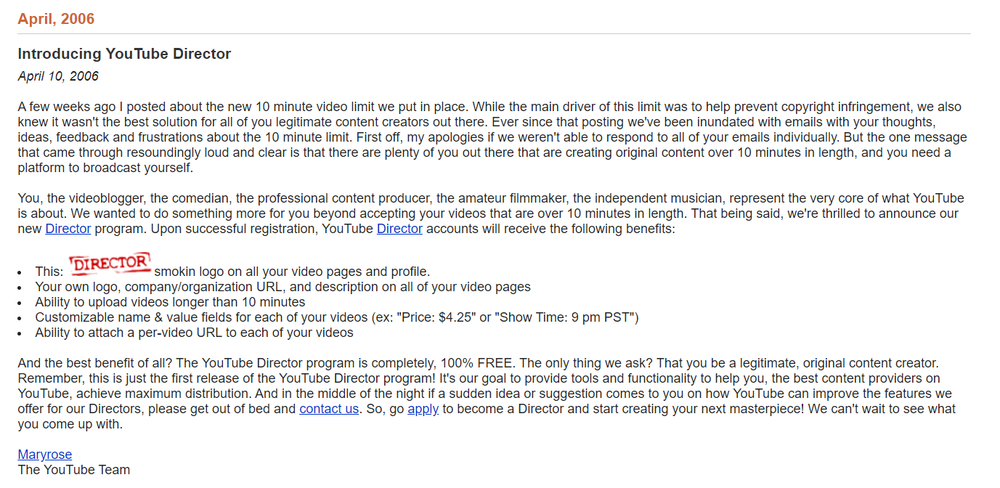 April, 2006
Introducing YouTube Director
April 10, 2006
A few weeks ago I posted about the new 10 minute video limit we put in place. While the main driver of this limit was to help prevent copyright infringement, we also
knew it wasn't the best solution for all of you legitimate content creators out there. Ever since that posting we've been inundated with emails with your thoughts,
ideas, feedback and frustrations about the 10 minute limit. First off, my apologies if we weren't able to respond to all of your emails individually. But the one message
that came through resoundingly loud and clear is that there are plenty of you out there that are creating original content over 10 minutes in length, and you need a
platform to broadcast yourself.
You, the videoblogger, the comedian, the professional content producer, the amateur filmmaker, the independent musician, represent the very core of what YouTube
is about. We wanted to do something more for you beyond accepting your videos that are over 10 minutes in length. That being said, we're thrilled to announce our
new Director program. Upon successful registration, YouTube Director accounts will receive the following benefits:
• This: DIRECTOR smokin logo on all your video pages and profile.
• Your own logo, company/organization URL, and description on all of your video pages
• Ability to upload videos longer than 10 minutes
• Customizable name & value fields for each of your videos (ex: "Price: $4.25" or "Show Time: 9 pm PST")
• Ability to attach a per-video URL to each of your videos
And the best benefit of all? The YouTube Director program is completely, 100% FREE. The only thing we ask? That you be a legitimate, original content creator.
Remember, this is just the first release of the YouTube Director program! It's our goal to provide tools and functionality to help you, the best content providers on
YouTube, achieve maximum distribution. And in the middle of the night if a sudden idea or suggestion comes to you on how YouTube can improve the features we
offer for our Directors, please get out of bed and contact us. So, go apply to become a Director and start creating your next masterpiece! We can't wait to see what
you come up with.
Maryrose
The YouTube Team